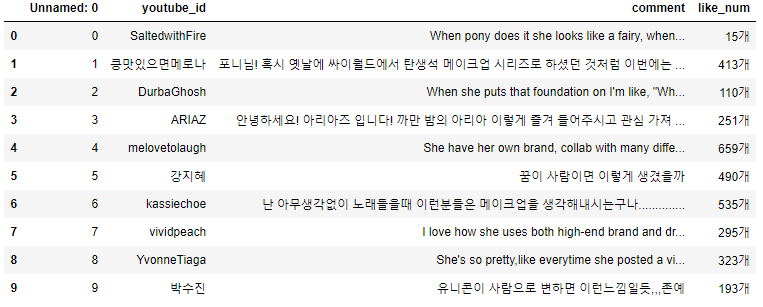 Unnamed: 0 youtube_id comment like_num
0 0 SaltedwithFire When pony does it she looks like a fairy, when... 15개
1 1 콩맛있으면메로나 포니님! 혹시 옛날에 싸이월드에서 탄생석 메이크업 시리즈로 하셨던 것처럼 이번에는 ... 413개
2 2 DurbaGhosh When she puts that foundation on I'm like, "Wh... 110개
3 3 ARIAZ 안녕하세요! 아리아즈 입니다! 까만 밤의 아리아 이렇게 즐겨 들어주시고 관심 가져 ... 251개
4 4 melovetolaugh She have her own brand, collab with many diffe... 659개
5 5 강지혜 꿈이 사람이면 이렇게 생겼을까 490개
6 6 kassiechoe 난 아무생각없이 노래들을때 이런분들은 메이크업을 생각해내시는구나.............. 535개
7 7 vividpeach I love how she uses both high-end brand and dr... 295개
8 8 YvonneTiaga She's so pretty,like everytime she posted a vi... 323개
9 9 박수진 유니콘이 사람으로 변하면 이런느낌일듯,,,존예 193개